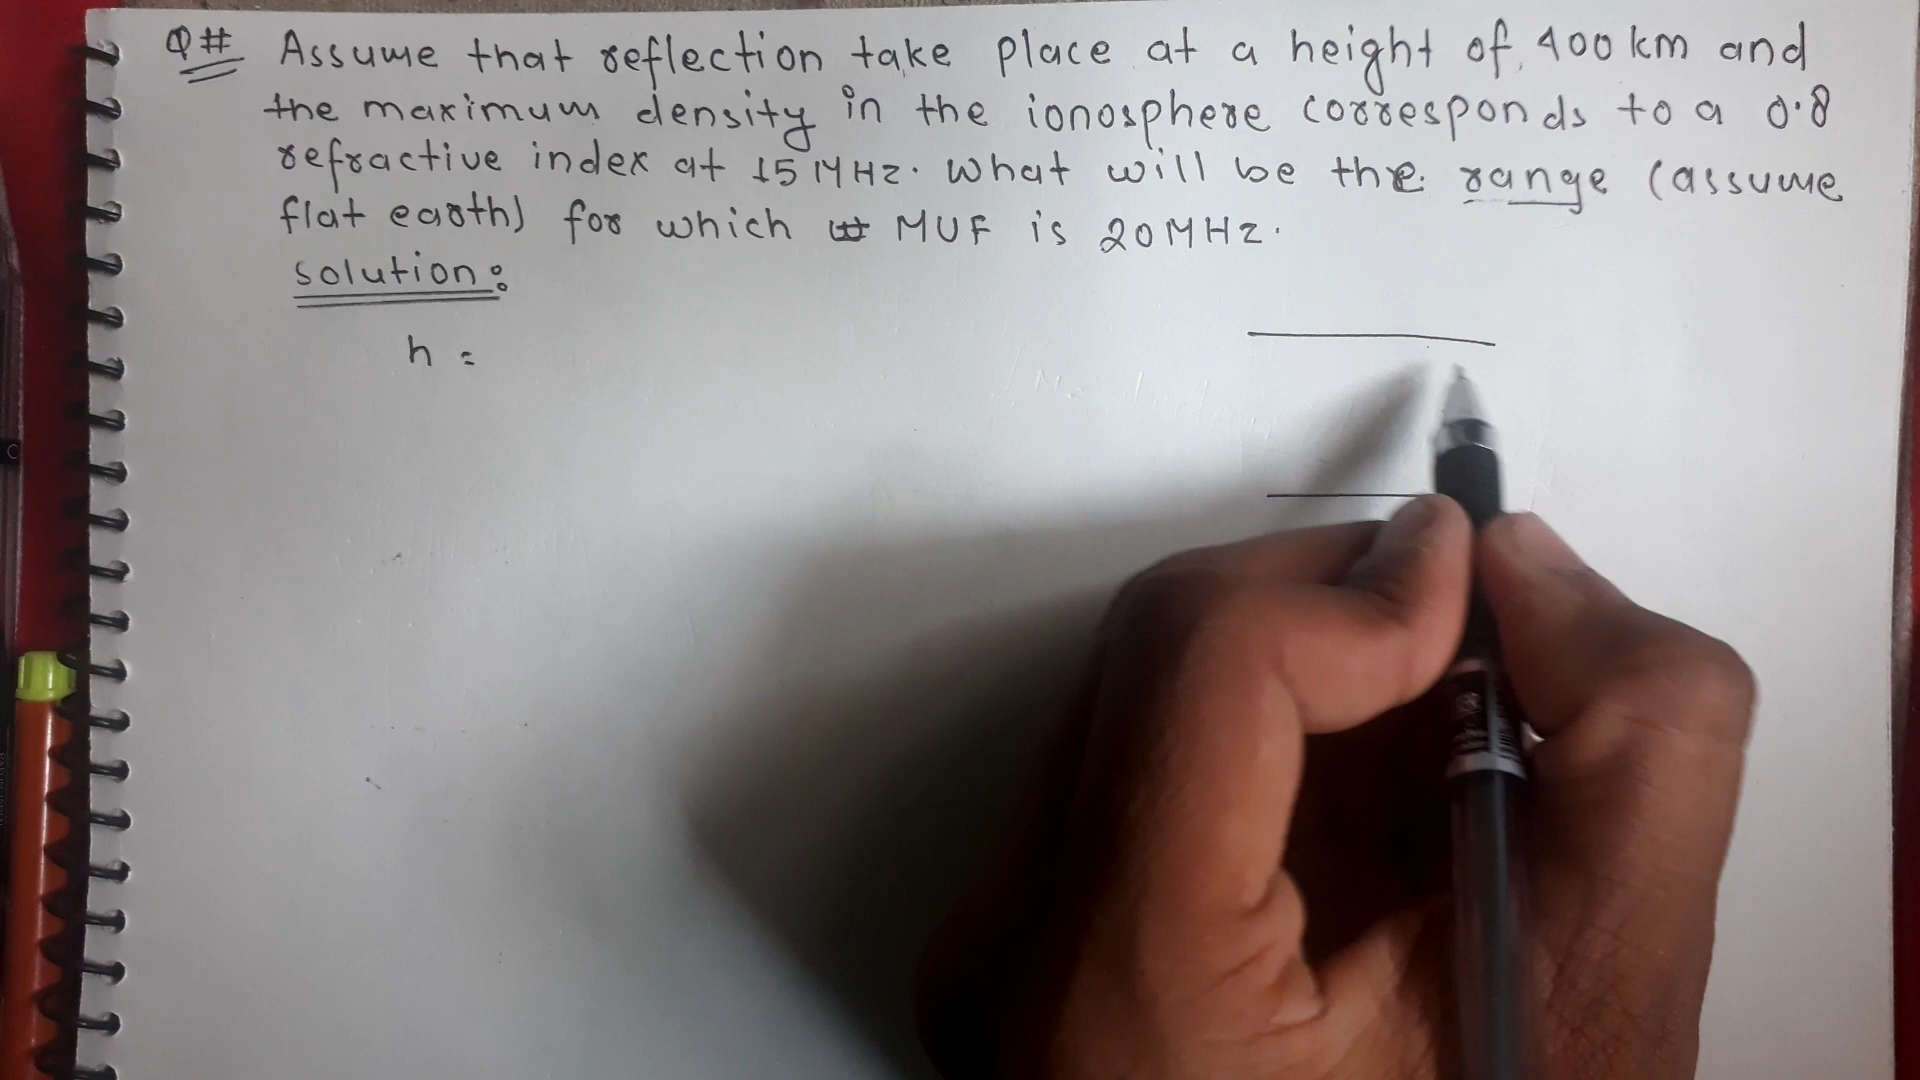 Q# Assume that reflection take place at a height of 400 km and
the maximum density in the ionosphere corresponds to a 0.8
refractive index at 15 MHz. What will be the range (assume
flat earth) for which MUF is 20 MHz.
solution:
h =